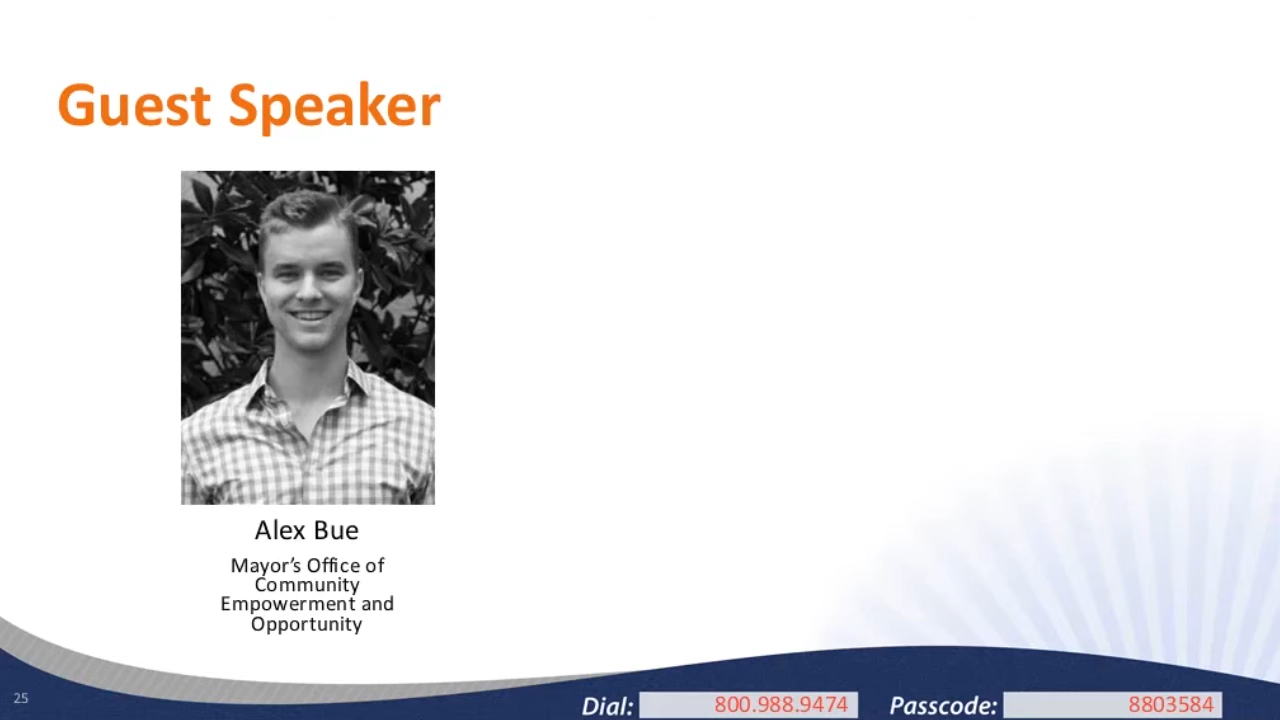 Guest Speaker
Alex Bue
Mayor’s Office of
Community
Empowerment and
Opportunity
25
Dial: 800.988.9474 Passcode: 8803584